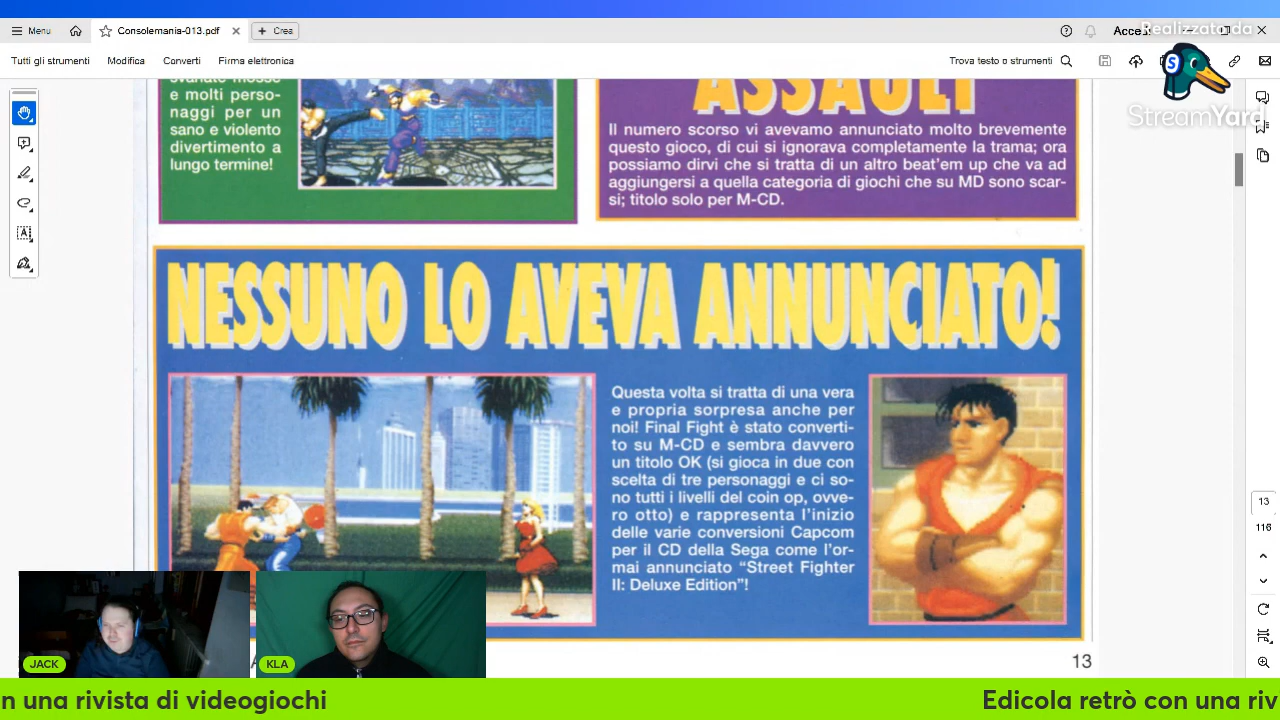 Menu
Consolemania-013.pdf
Crea
Realizzato da
Tutti gli strumenti
Modifica
Converti
Firma elettronica
Trova testo o strumenti
StreamYard
svariate mosse
e molti perso-
naggi per un
sano e violento
divertimento a
lungo termine!
ASSAULT
Il numero scorso vi avevamo annunciato molto brevemente
questo gioco, di cui si ignorava completamente la trama; ora
possiamo dirvi che si tratta di un altro beat'em up che va ad
aggiungersi a quella categoria di giochi che su MD sono scar-
si; titolo solo per M-CD.
NESSUNO LO AVEVA ANNUNCIATO!
Questa volta si tratta di una vera
e propria sorpresa anche per
noi! Final Fight è stato converti-
to su M-CD e sembra davvero
un titolo OK (si gioca in due con
scelta di tre personaggi e ci so-
no tutti i livelli del coin op, ovve-
ro otto) e rappresenta l'inizio
delle varie conversioni Capcom
per il CD della Sega come l'or-
mai annunciato “Street Fighter
II: Deluxe Edition”!
13
13
116
JACK
KLA
n una rivista di videogiochi
Edicola retrò con una riv